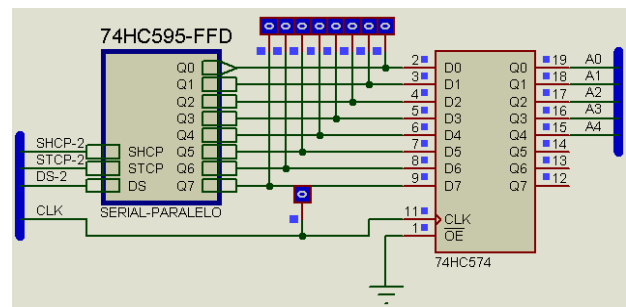 74HC595-FFD
Q0
Q1
Q2
Q3
Q4
SHCP-2 SHCP Q5
STCP-2 STCP Q6
DS-2 DS Q7
SERIAL-PARALELO
CLK
2 D0 Q0 19 A0
3 D1 Q1 18 A1
4 D2 Q2 17 A2
5 D3 Q3 16 A3
6 D4 Q4 15 A4
7 D5 Q5 14
8 D6 Q6 13
9 D7 Q7 12
11 CLK
1 OE
74HC574